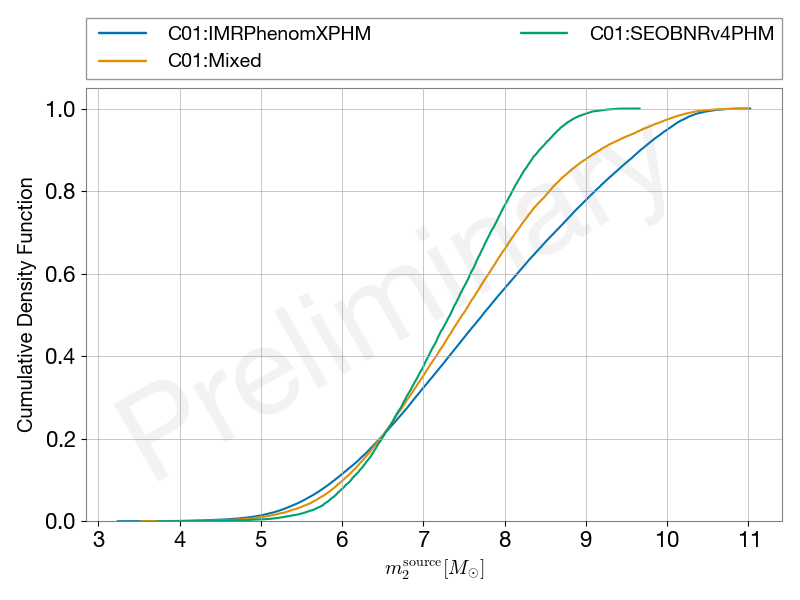 C01:IMRPhenomXPHM
C01:Mixed
C01:SEOBNRv4PHM
Preliminary
Cumulative Density Function
1.0
0.8
0.6
0.4
0.2
0.0
3 4 5 6 7 8 9 10 11
m₂^source [M⊙]